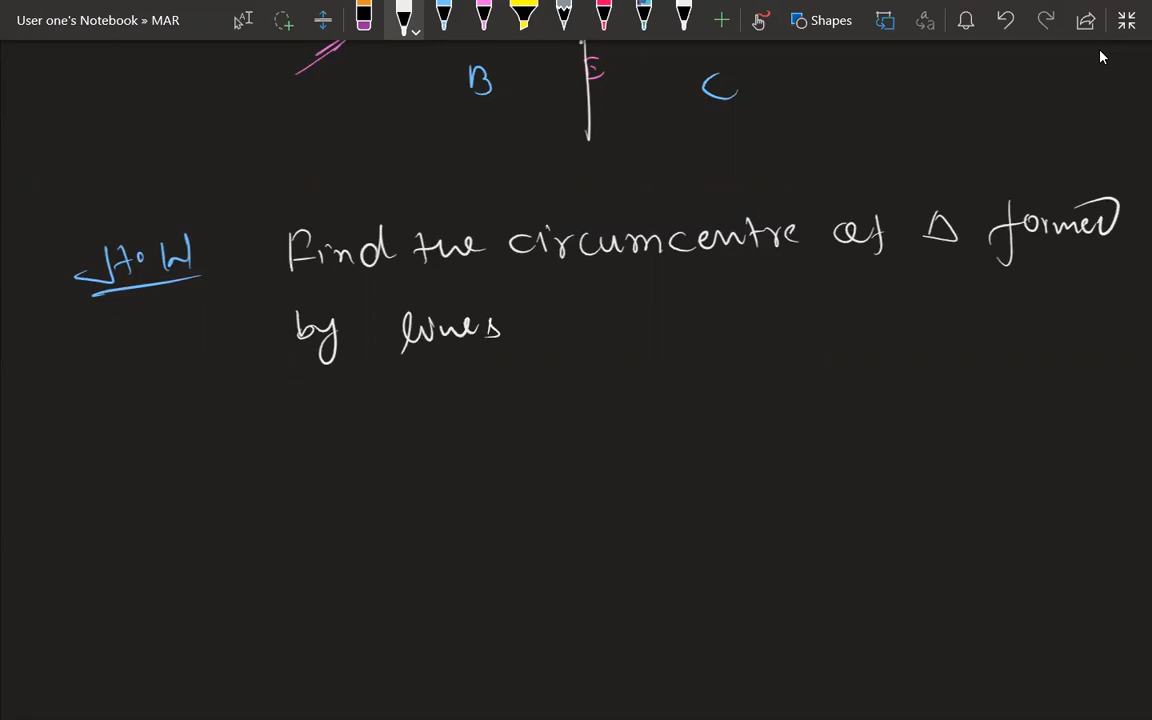 User one's Notebook » MAR
Shapes
B E C
H.W Find the circumcentre of Δ formed
by lines